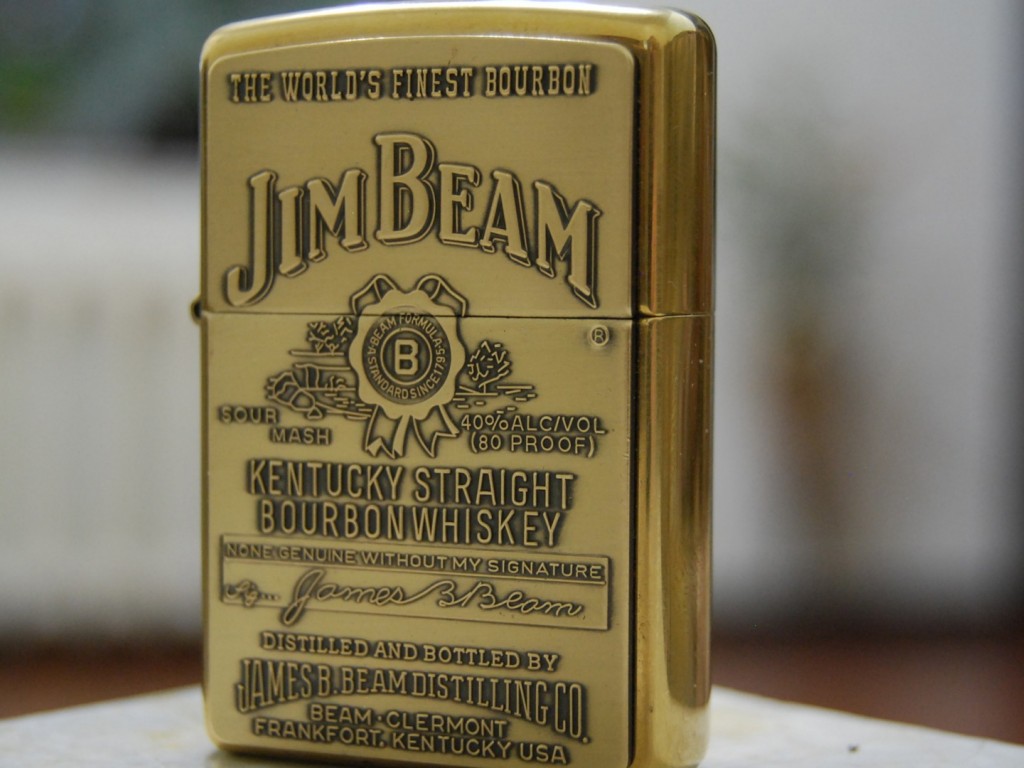 THE WORLD'S FINEST BOURBON
JIM BEAM
®
BEAM FORMULA
B
A STANDARD SINCE 1795
SOUR
MASH
40% ALC/VOL
(80 PROOF)
KENTUCKY STRAIGHT
BOURBON WHISKEY
NONE GENUINE WITHOUT MY SIGNATURE
James B. Beam
DISTILLED AND BOTTLED BY
JAMES B. BEAM DISTILLING CO.
BEAM · CLERMONT
FRANKFORT, KENTUCKY USA